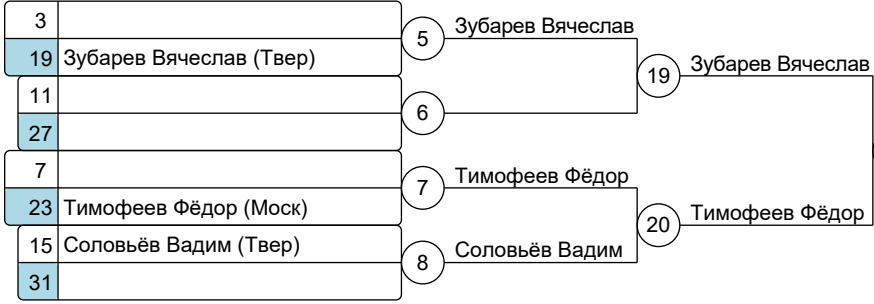 3
5
Зубарев Вячеслав
19 Зубарев Вячеслав (Твер)
19
Зубарев Вячеслав
11
6
27
7
7
Тимофеев Фёдор
23 Тимофеев Фёдор (Моск)
20
Тимофеев Фёдор
15 Соловьёв Вадим (Твер)
8
Соловьёв Вадим
31